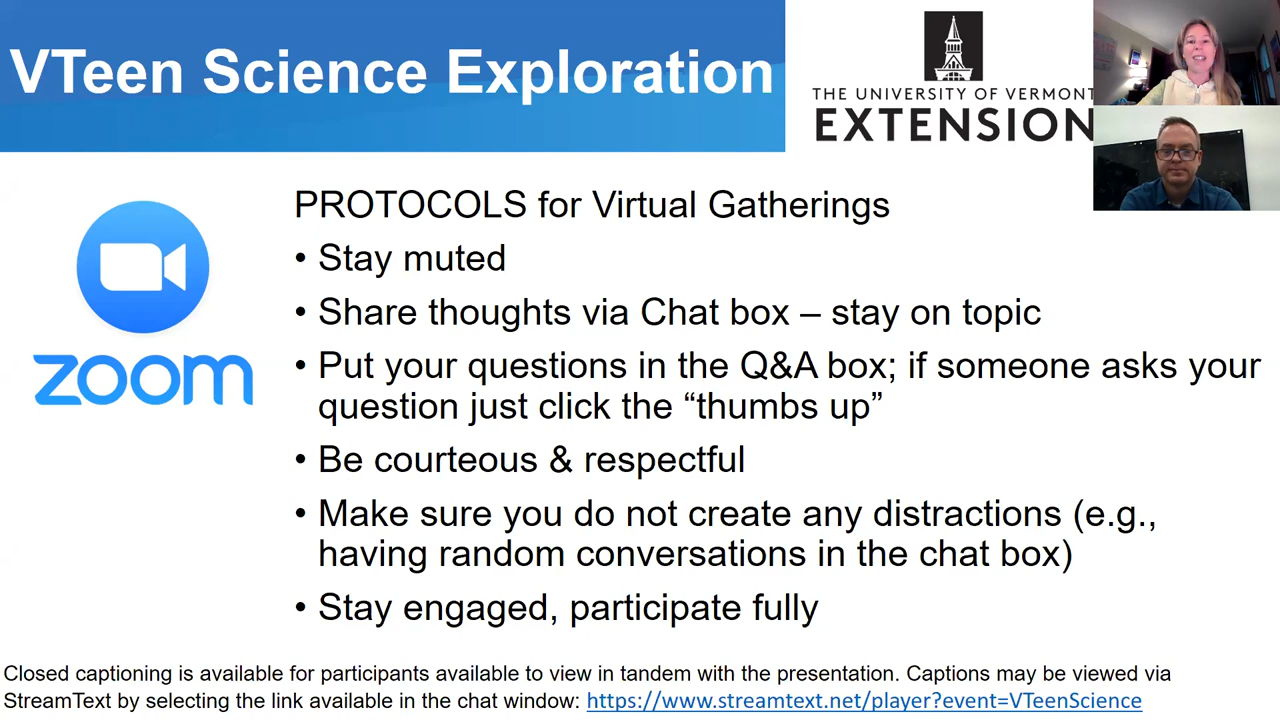 VTeen Science Exploration
THE UNIVERSITY OF VERMONT
EXTENSION
zoom
PROTOCOLS for Virtual Gatherings
• Stay muted
• Share thoughts via Chat box – stay on topic
• Put your questions in the Q&A box; if someone asks your
question just click the “thumbs up”
• Be courteous & respectful
• Make sure you do not create any distractions (e.g.,
having random conversations in the chat box)
• Stay engaged, participate fully
Closed captioning is available for participants available to view in tandem with the presentation. Captions may be viewed via
StreamText by selecting the link available in the chat window: https://www.streamtext.net/player?event=VTeenScience